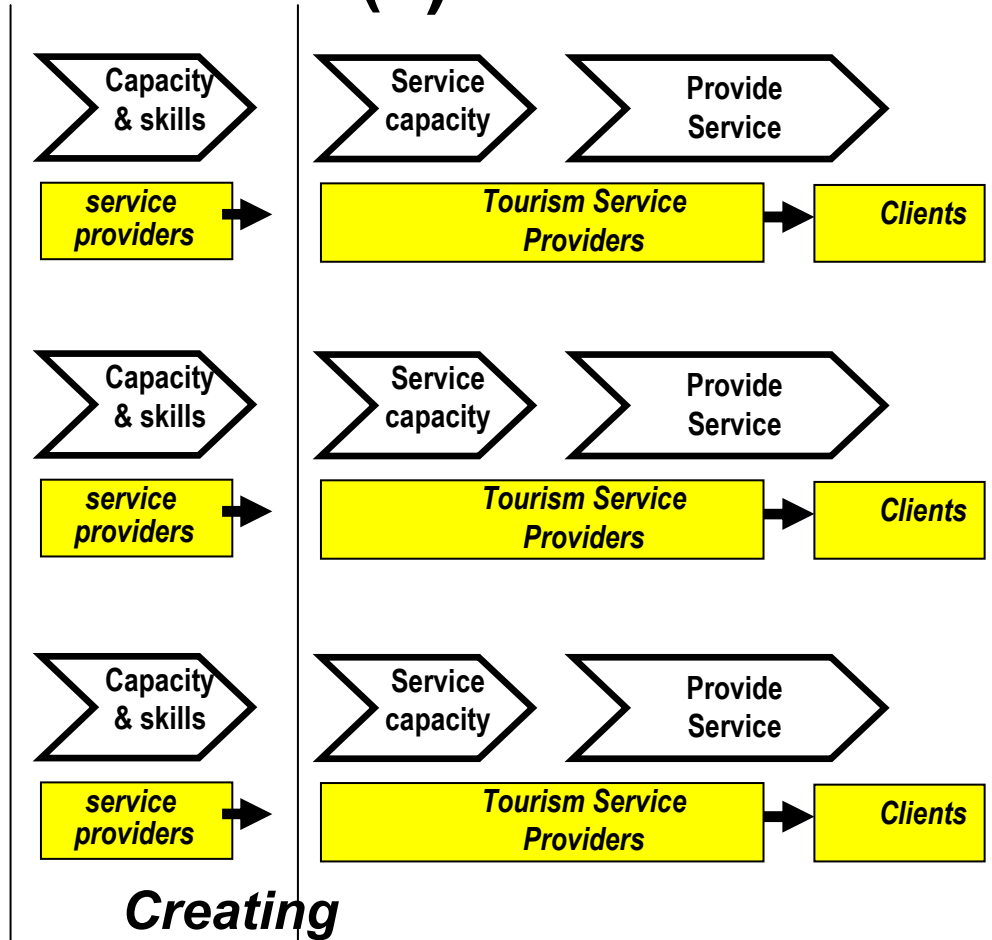 Capacity
& skills
Service
capacity
Provide
Service
service
providers
Tourism Service
Providers
Clients
Capacity
& skills
Service
capacity
Provide
Service
service
providers
Tourism Service
Providers
Clients
Capacity
& skills
Service
capacity
Provide
Service
service
providers
Tourism Service
Providers
Clients
Creating